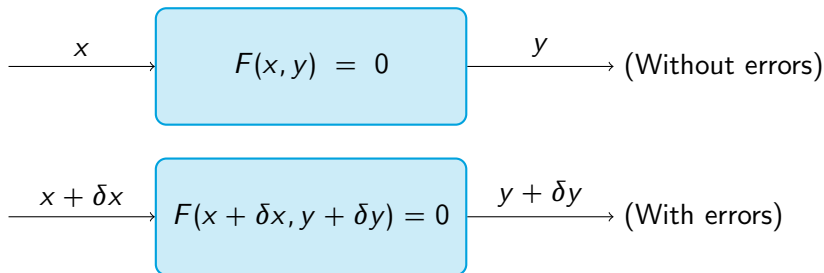 x F(x, y) = 0 y (Without errors)
x + δx F(x + δx, y + δy) = 0 y + δy (With errors)